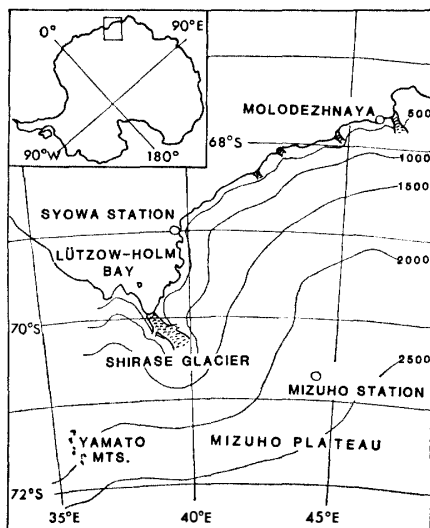 0°
90°E
90°W
180°
MOLODEZHNAYA
500
68°S
1000
1500
SYOWA STATION
LÜTZOW-HOLM
BAY
2000
70°S
SHIRASE GLACIER
2500
MIZUHO STATION
YAMATO
MTS.
MIZUHO PLATEAU
72°S
35°E
40°E
45°E